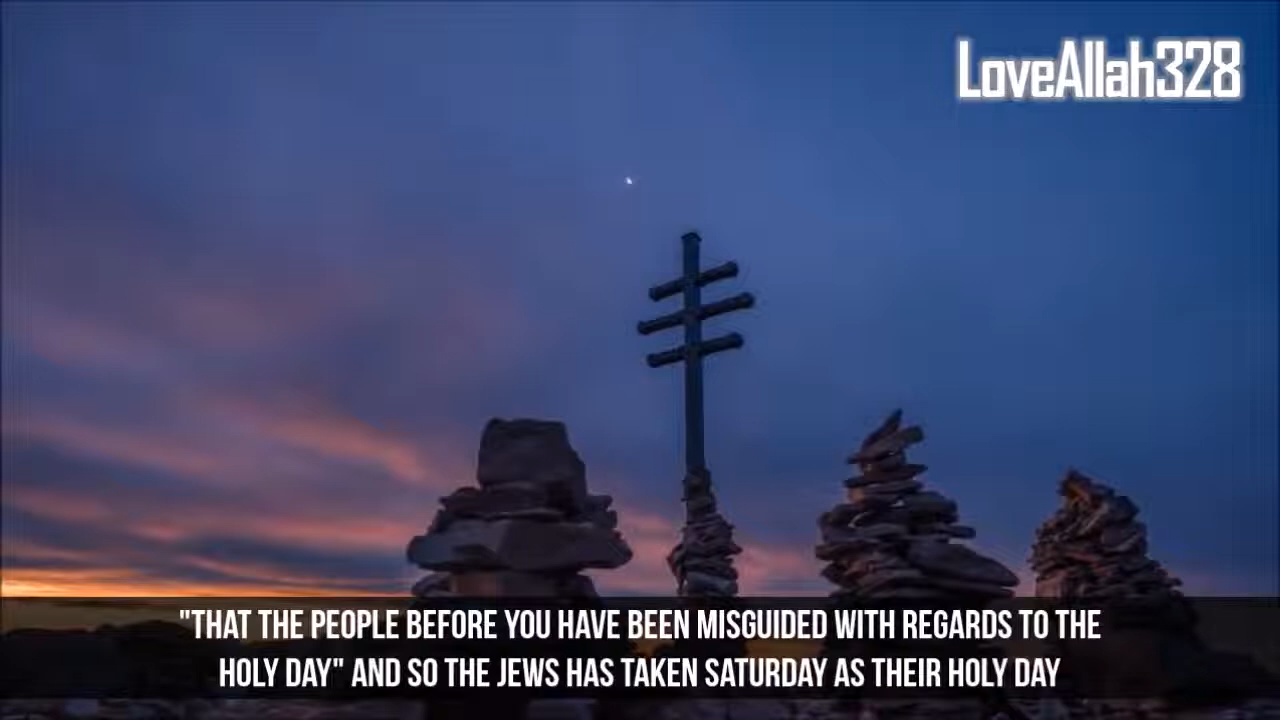 LoveAllah328
"THAT THE PEOPLE BEFORE YOU HAVE BEEN MISGUIDED WITH REGARDS TO THE
HOLY DAY" AND SO THE JEWS HAS TAKEN SATURDAY AS THEIR HOLY DAY